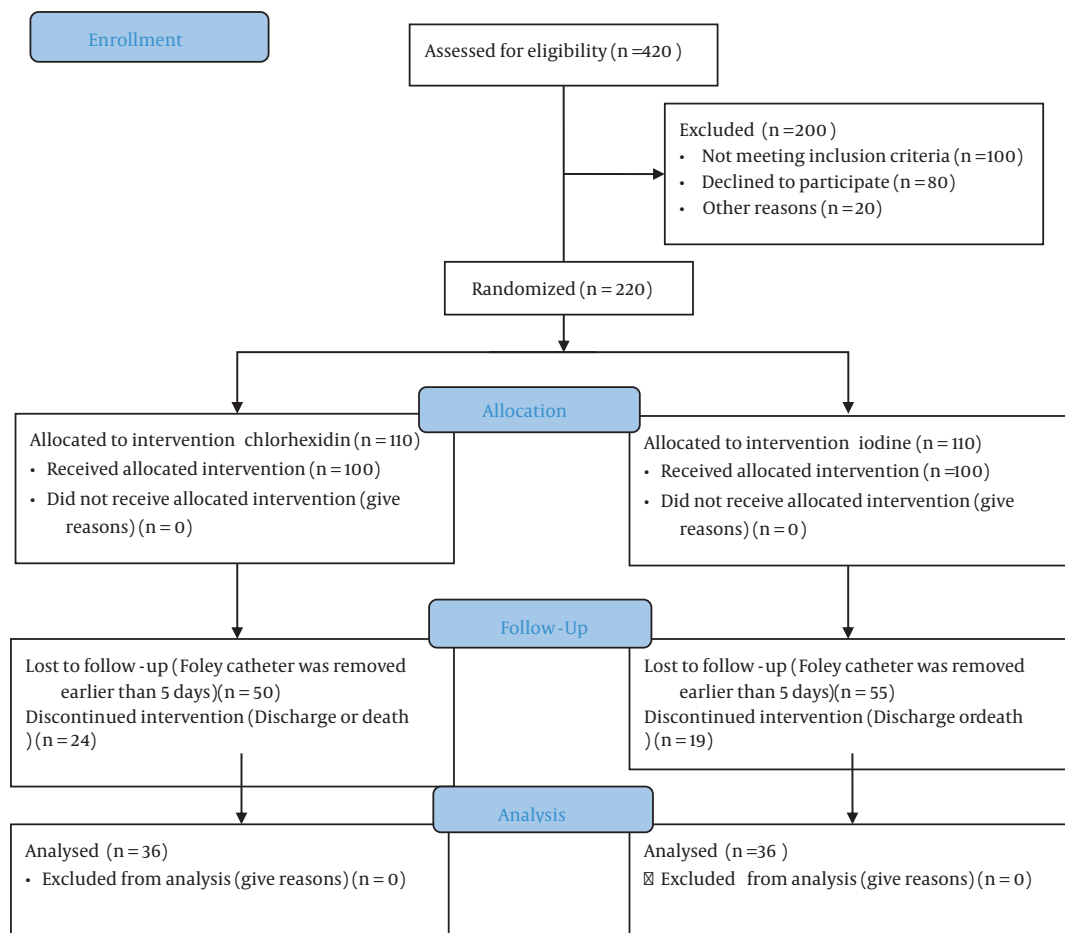 Enrollment
Assessed for eligibility (n =420 )
Excluded (n =200 )
• Not meeting inclusion criteria (n =100)
• Declined to participate (n = 80)
• Other reasons (n = 20)
Randomized (n = 220)
Allocation
Allocated to intervention chlorhexidin (n = 110)
• Received allocated intervention (n = 100)
• Did not receive allocated intervention (give
reasons) (n = 0)
Allocated to intervention iodine (n = 110)
• Received allocated intervention (n =100)
• Did not receive allocated intervention (give
reasons) (n = 0)
Follow-Up
Lost to follow -up (Foley catheter was removed
earlier than 5 days)(n = 50)
Discontinued intervention (Discharge or death
) (n = 24)
Lost to follow -up (Foley catheter was removed
earlier than 5 days)(n = 55)
Discontinued intervention (Discharge ordeath
) (n = 19)
Analysis
Analysed (n = 36)
• Excluded from analysis (give reasons) (n = 0)
Analysed (n =36 )
Excluded from analysis (give reasons) (n = 0)